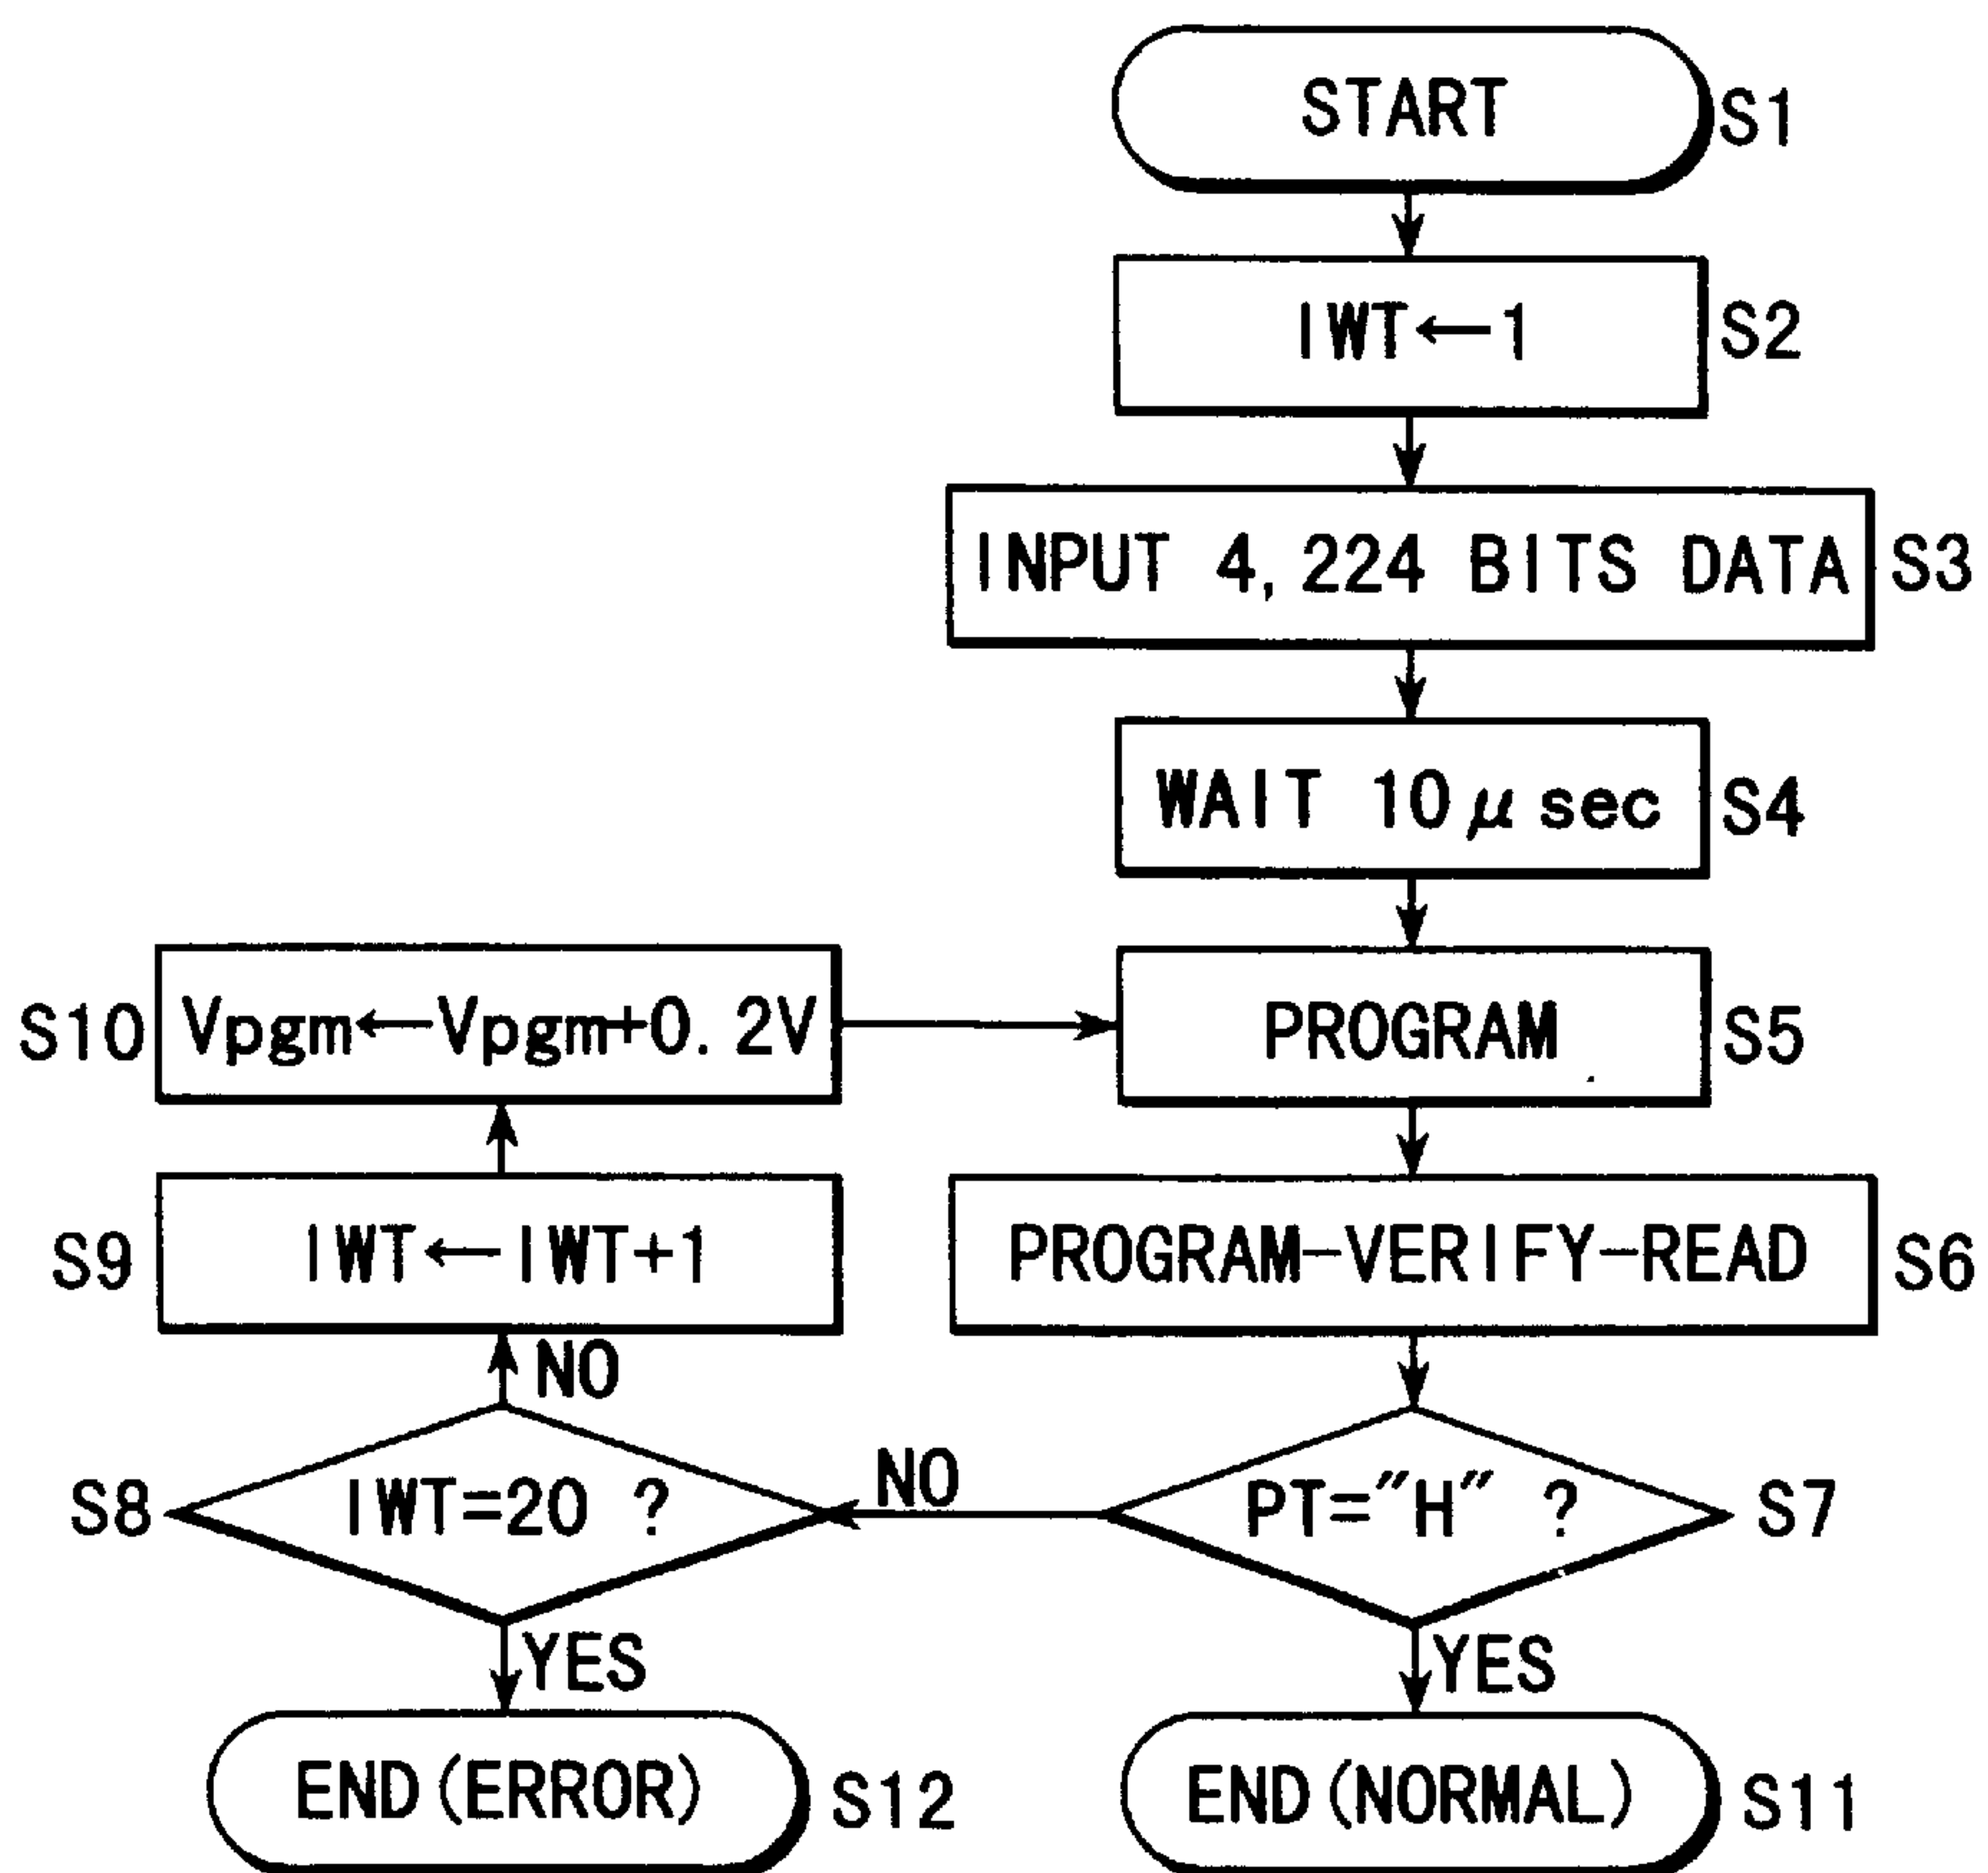 START
S1
IWT←1
S2
INPUT 4,224 BITS DATA
S3
WAIT 10μsec
S4
S10
Vpgm←Vpgm+0.2V
PROGRAM
S5
S9
IWT←IWT+1
PROGRAM-VERIFY-READ
S6
NO
S8
IWT=20 ?
NO
PT="H" ?
S7
YES
YES
END(ERROR)
S12
END(NORMAL)
S11